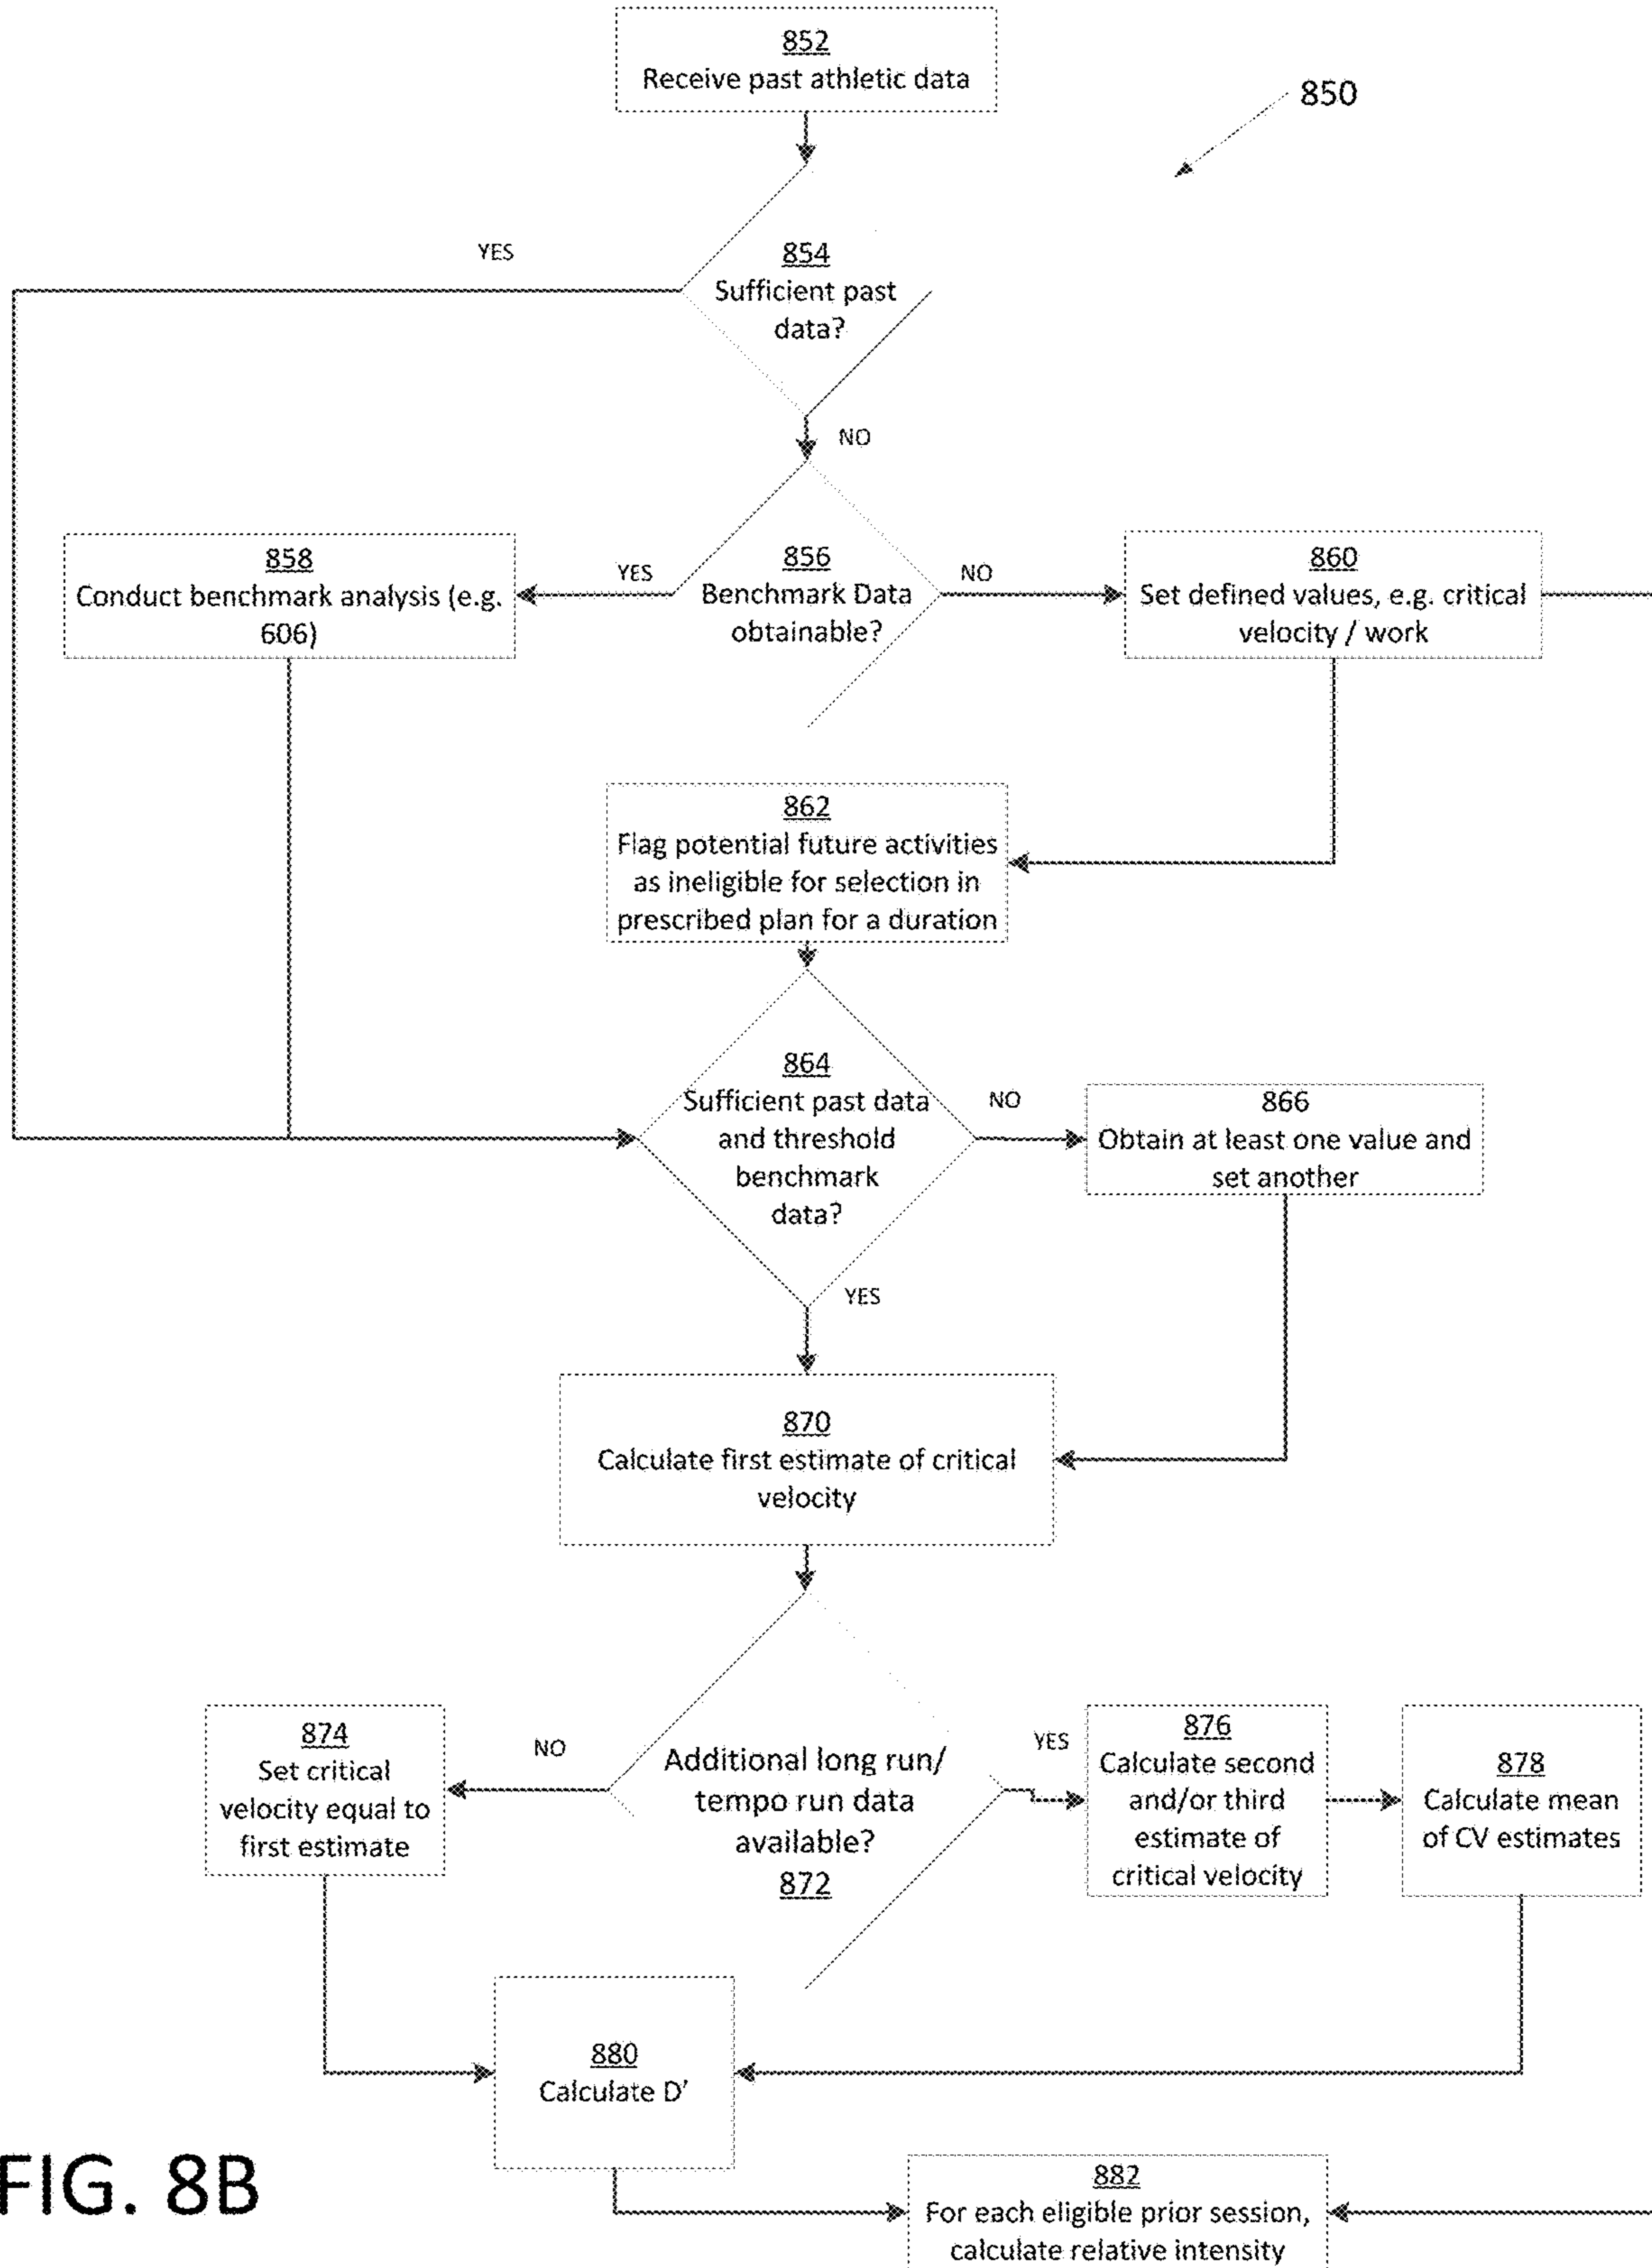 852
Receive past athletic data
850
YES
854
Sufficient past
data?
NO
858
Conduct benchmark analysis (e.g.
606)
YES
856
Benchmark Data
obtainable?
NO
860
Set defined values, e.g. critical
velocity / work
862
Flag potential future activities
as ineligible for selection in
prescribed plan for a duration
864
Sufficient past data
and threshold
benchmark
data?
NO
866
Obtain at least one value and
set another
YES
870
Calculate first estimate of critical
velocity
874
Set critical
velocity equal to
first estimate
NO
Additional long run/
tempo run data
available?
872
YES
876
Calculate second
and/or third
estimate of
critical velocity
878
Calculate mean
of CV estimates
880
Calculate D'
882
For each eligible prior session,
calculate relative intensity
FIG. 8B